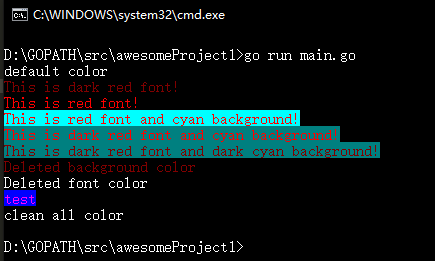 C:\WINDOWS\system32\cmd.exe
D:\GOPATH\src\awesomeProject1>go run main.go
default color
This is dark red font!
This is red font!
This is red font and cyan background!
This is dark red font and cyan background!
This is dark red font and dark cyan background!
Deleted background color
Deleted font color
test
clean all color
D:\GOPATH\src\awesomeProject1>